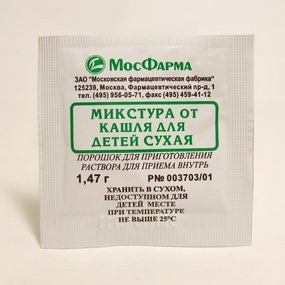 МосФарма
ЗАО "Московская фармацевтическая фабрика"
125239, Москва, Фармацевтический пр-д, 1
тел. (495) 956-05-71, факс (495) 459-41-12
МИКСТУРА ОТ
КАШЛЯ ДЛЯ
ДЕТЕЙ СУХАЯ
ПОРОШОК ДЛЯ ПРИГОТОВЛЕНИЯ
РАСТВОРА ДЛЯ ПРИЕМА ВНУТРЬ
1,47 г Р№ 003703/01
ХРАНИТЬ В СУХОМ,
НЕДОСТУПНОМ ДЛЯ
ДЕТЕЙ МЕСТЕ
ПРИ ТЕМПЕРАТУРЕ
НЕ ВЫШЕ 25°С